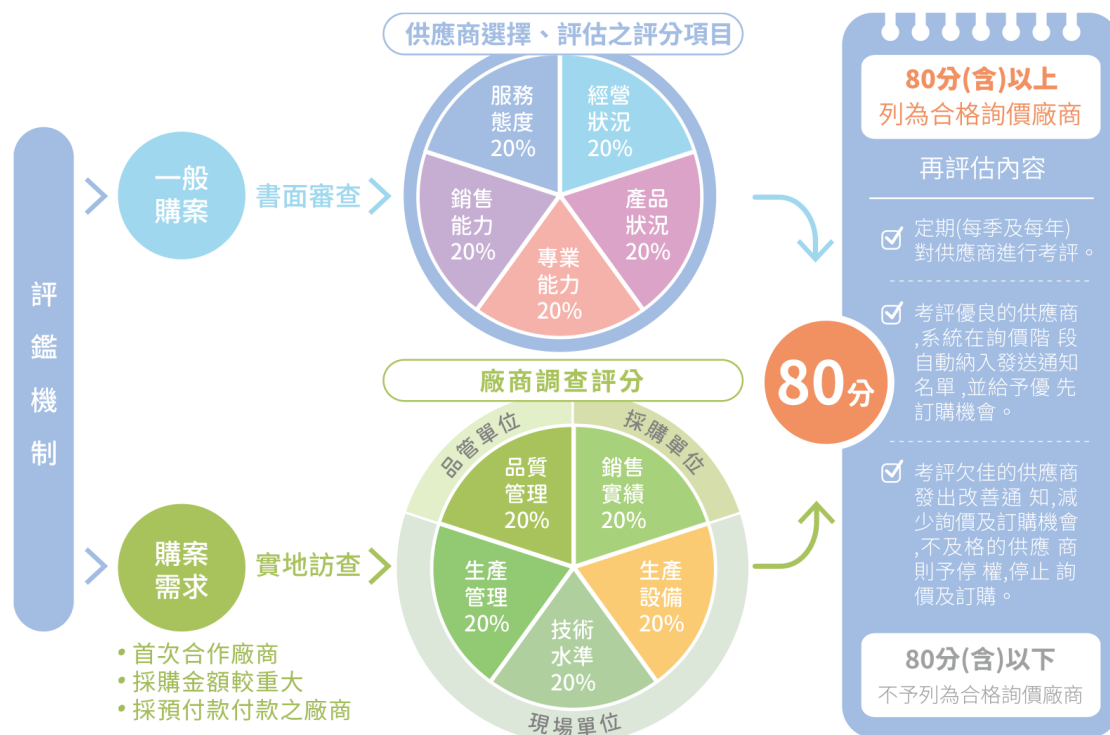 評鑑機制
一般
購案
書面審查
供應商選擇、評估之評分項目
服務
態度
20%
經營
狀況
20%
銷售
能力
20%
產品
狀況
20%
專業
能力
20%
購案
需求
實地訪查
• 首次合作廠商
• 採購金額較重大
• 採預付款付款之廠商
廠商調查評分
品管單位
採購單位
品質
管理
20%
銷售
實績
20%
生產
管理
20%
生產
設備
20%
技術
水準
20%
現場單位
80分
80分(含)以上
列為合格詢價廠商
再評估內容
定期(每季及每年)
對供應商進行考評。
考評優良的供應商
,系統在詢價階 段
自動納入發送通知
名單,並給予優 先
訂購機會。
考評欠佳的供應商
發出改善通 知,減
少詢價及訂購機會
,不及格的供應 商
則予停 權,停止 詢
價及訂購。
80分(含)以下
不予列為合格詢價廠商